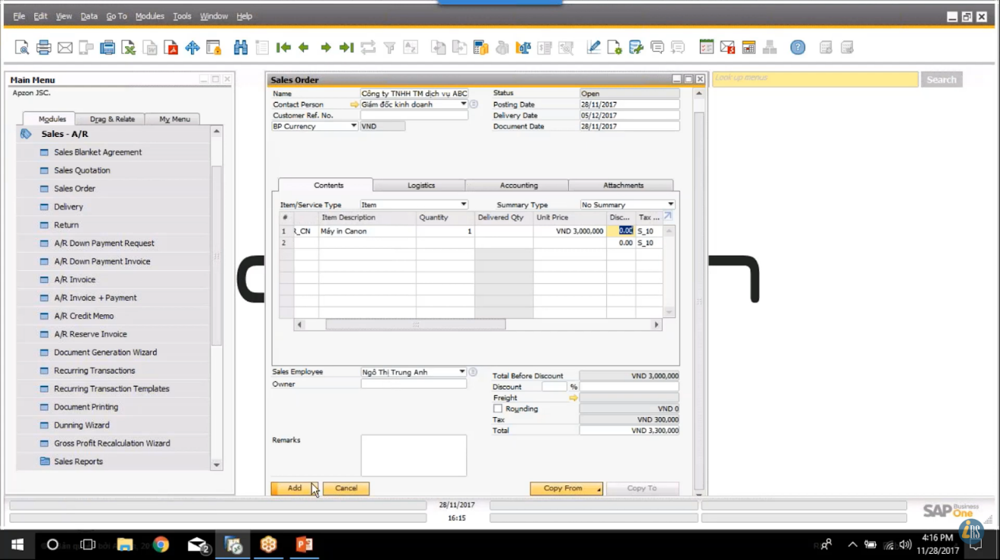 File Edit View Data Go To Modules Tools Window Help
Main Menu
Apzon JSC.
Modules Drag & Relate My Menu
Sales - A/R
Sales Blanket Agreement
Sales Quotation
Sales Order
Delivery
Return
A/R Down Payment Request
A/R Down Payment Invoice
A/R Invoice
A/R Invoice + Payment
A/R Credit Memo
A/R Reserve Invoice
Document Generation Wizard
Recurring Transactions
Recurring Transaction Templates
Document Printing
Dunning Wizard
Gross Profit Recalculation Wizard
Sales Reports
Sales Order
Name Công ty TNHH TM dịch vụ ABC Status Open
Contact Person Giám đốc kinh doanh Posting Date 28/11/2017
Customer Ref. No. Delivery Date 05/12/2017
BP Currency VND Document Date 28/11/2017
Contents Logistics Accounting Attachments
Item/Service Type Item Summary Type No Summary
# Item Description Quantity Delivered Qty Unit Price Disc... Tax ...
1 R_CN Máy in Canon 1 VND 3,000,000 0.00 S_10
2 0.00 S_10
Sales Employee Ngô Thị Trung Anh Total Before Discount VND 3,000,000
Owner Discount %
Freight
Rounding VND 0
Tax VND 300,000
Total VND 3,300,000
Remarks
Add Cancel Copy From Copy To
Look up menus Search
28/11/2017
16:15
SAP Business One
4:16 PM
11/28/2017
2